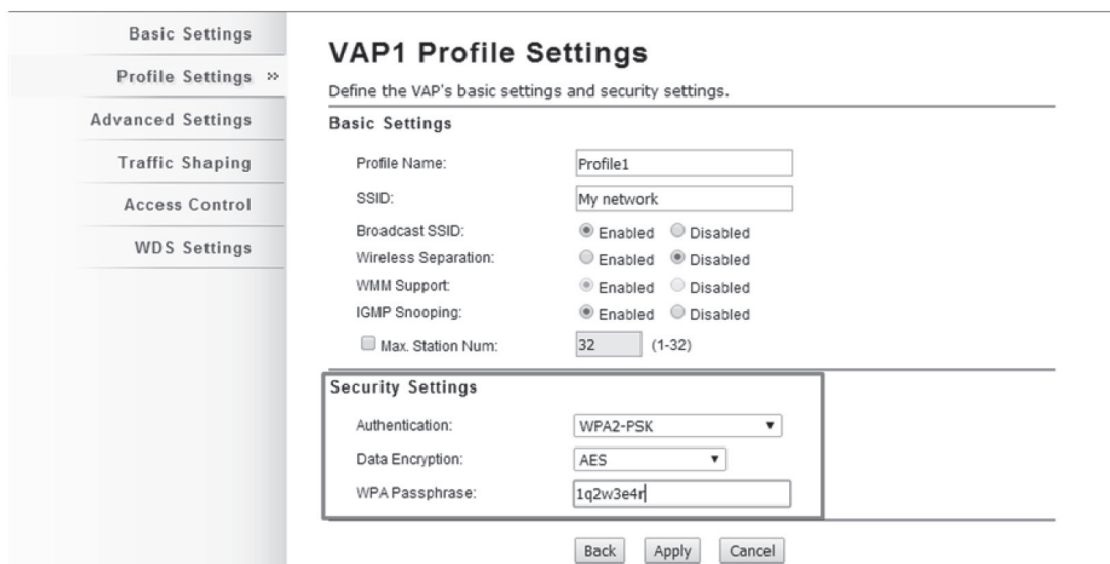 Basic Settings
Profile Settings »
Advanced Settings
Traffic Shaping
Access Control
WDS Settings
VAP1 Profile Settings
Define the VAP's basic settings and security settings.
Basic Settings
Profile Name: Profile1
SSID: My network
Broadcast SSID: Enabled Disabled
Wireless Separation: Enabled Disabled
WMM Support: Enabled Disabled
IGMP Snooping: Enabled Disabled
Max. Station Num: 32 (1-32)
Security Settings
Authentication: WPA2-PSK
Data Encryption: AES
WPA Passphrase: 1q2w3e4r
Back Apply Cancel